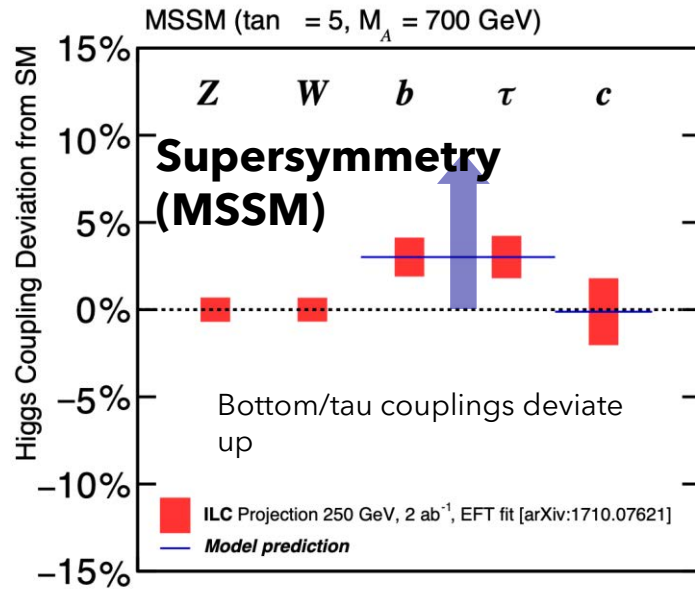 MSSM (tan = 5, M_A = 700 GeV)
Higgs Coupling Deviation from SM
15%
10%
5%
0%
−5%
−10%
−15%
Z W b τ c
Supersymmetry
(MSSM)
Bottom/tau couplings deviate
up
ILC Projection 250 GeV, 2 ab⁻¹, EFT fit [arXiv:1710.07621]
Model prediction